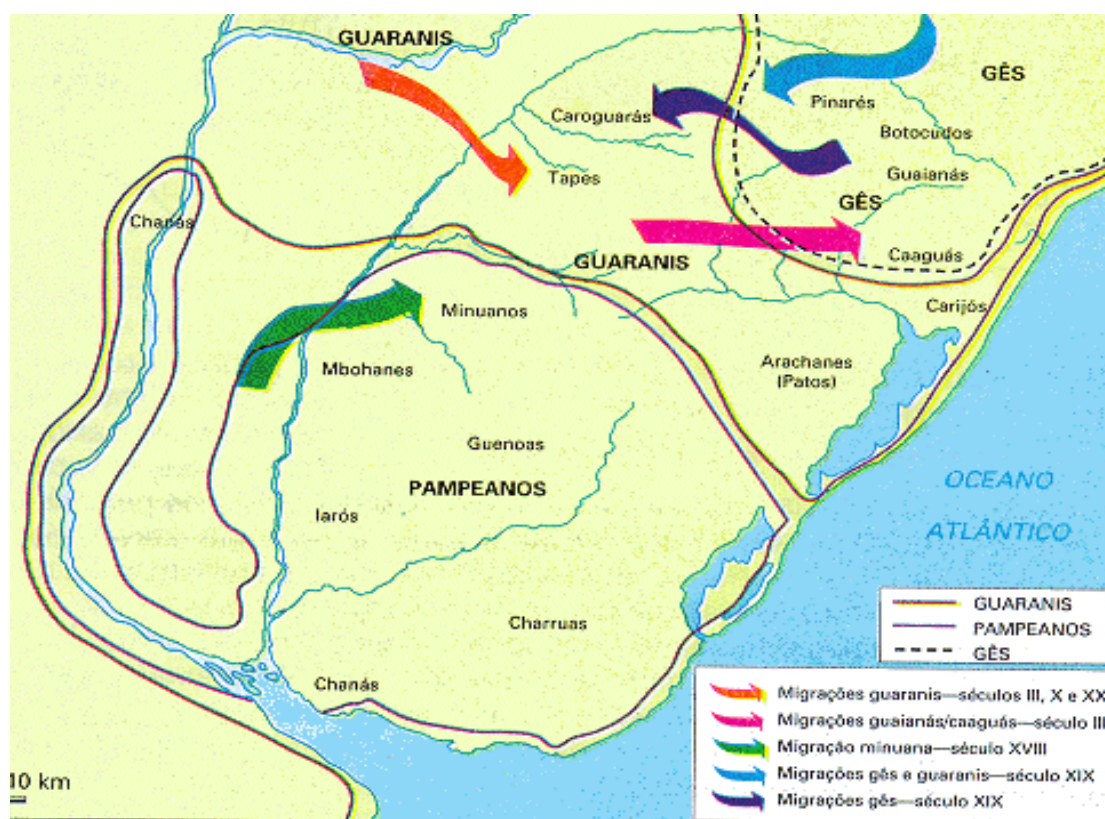 GUARANIS
GÊS
Pinarés
Caroguarás
Botocudos
Tapes
Guaianás
GÊS
Chanás
GUARANIS
Caaguás
Minuanos
Carijós
Mbohanes
Arachanes
(Patos)
Guenoas
PAMPEANOS
OCEANO
ATLÂNTICO
Iarós
Charruas
Chanás
GUARANIS
PAMPEANOS
GÊS
Migrações guaranis—séculos III, X e XX
Migrações guaianás/caaguás—século III
Migração minuana—século XVIII
Migrações gês e guaranis—século XIX
Migrações gês—século XIX
10 km